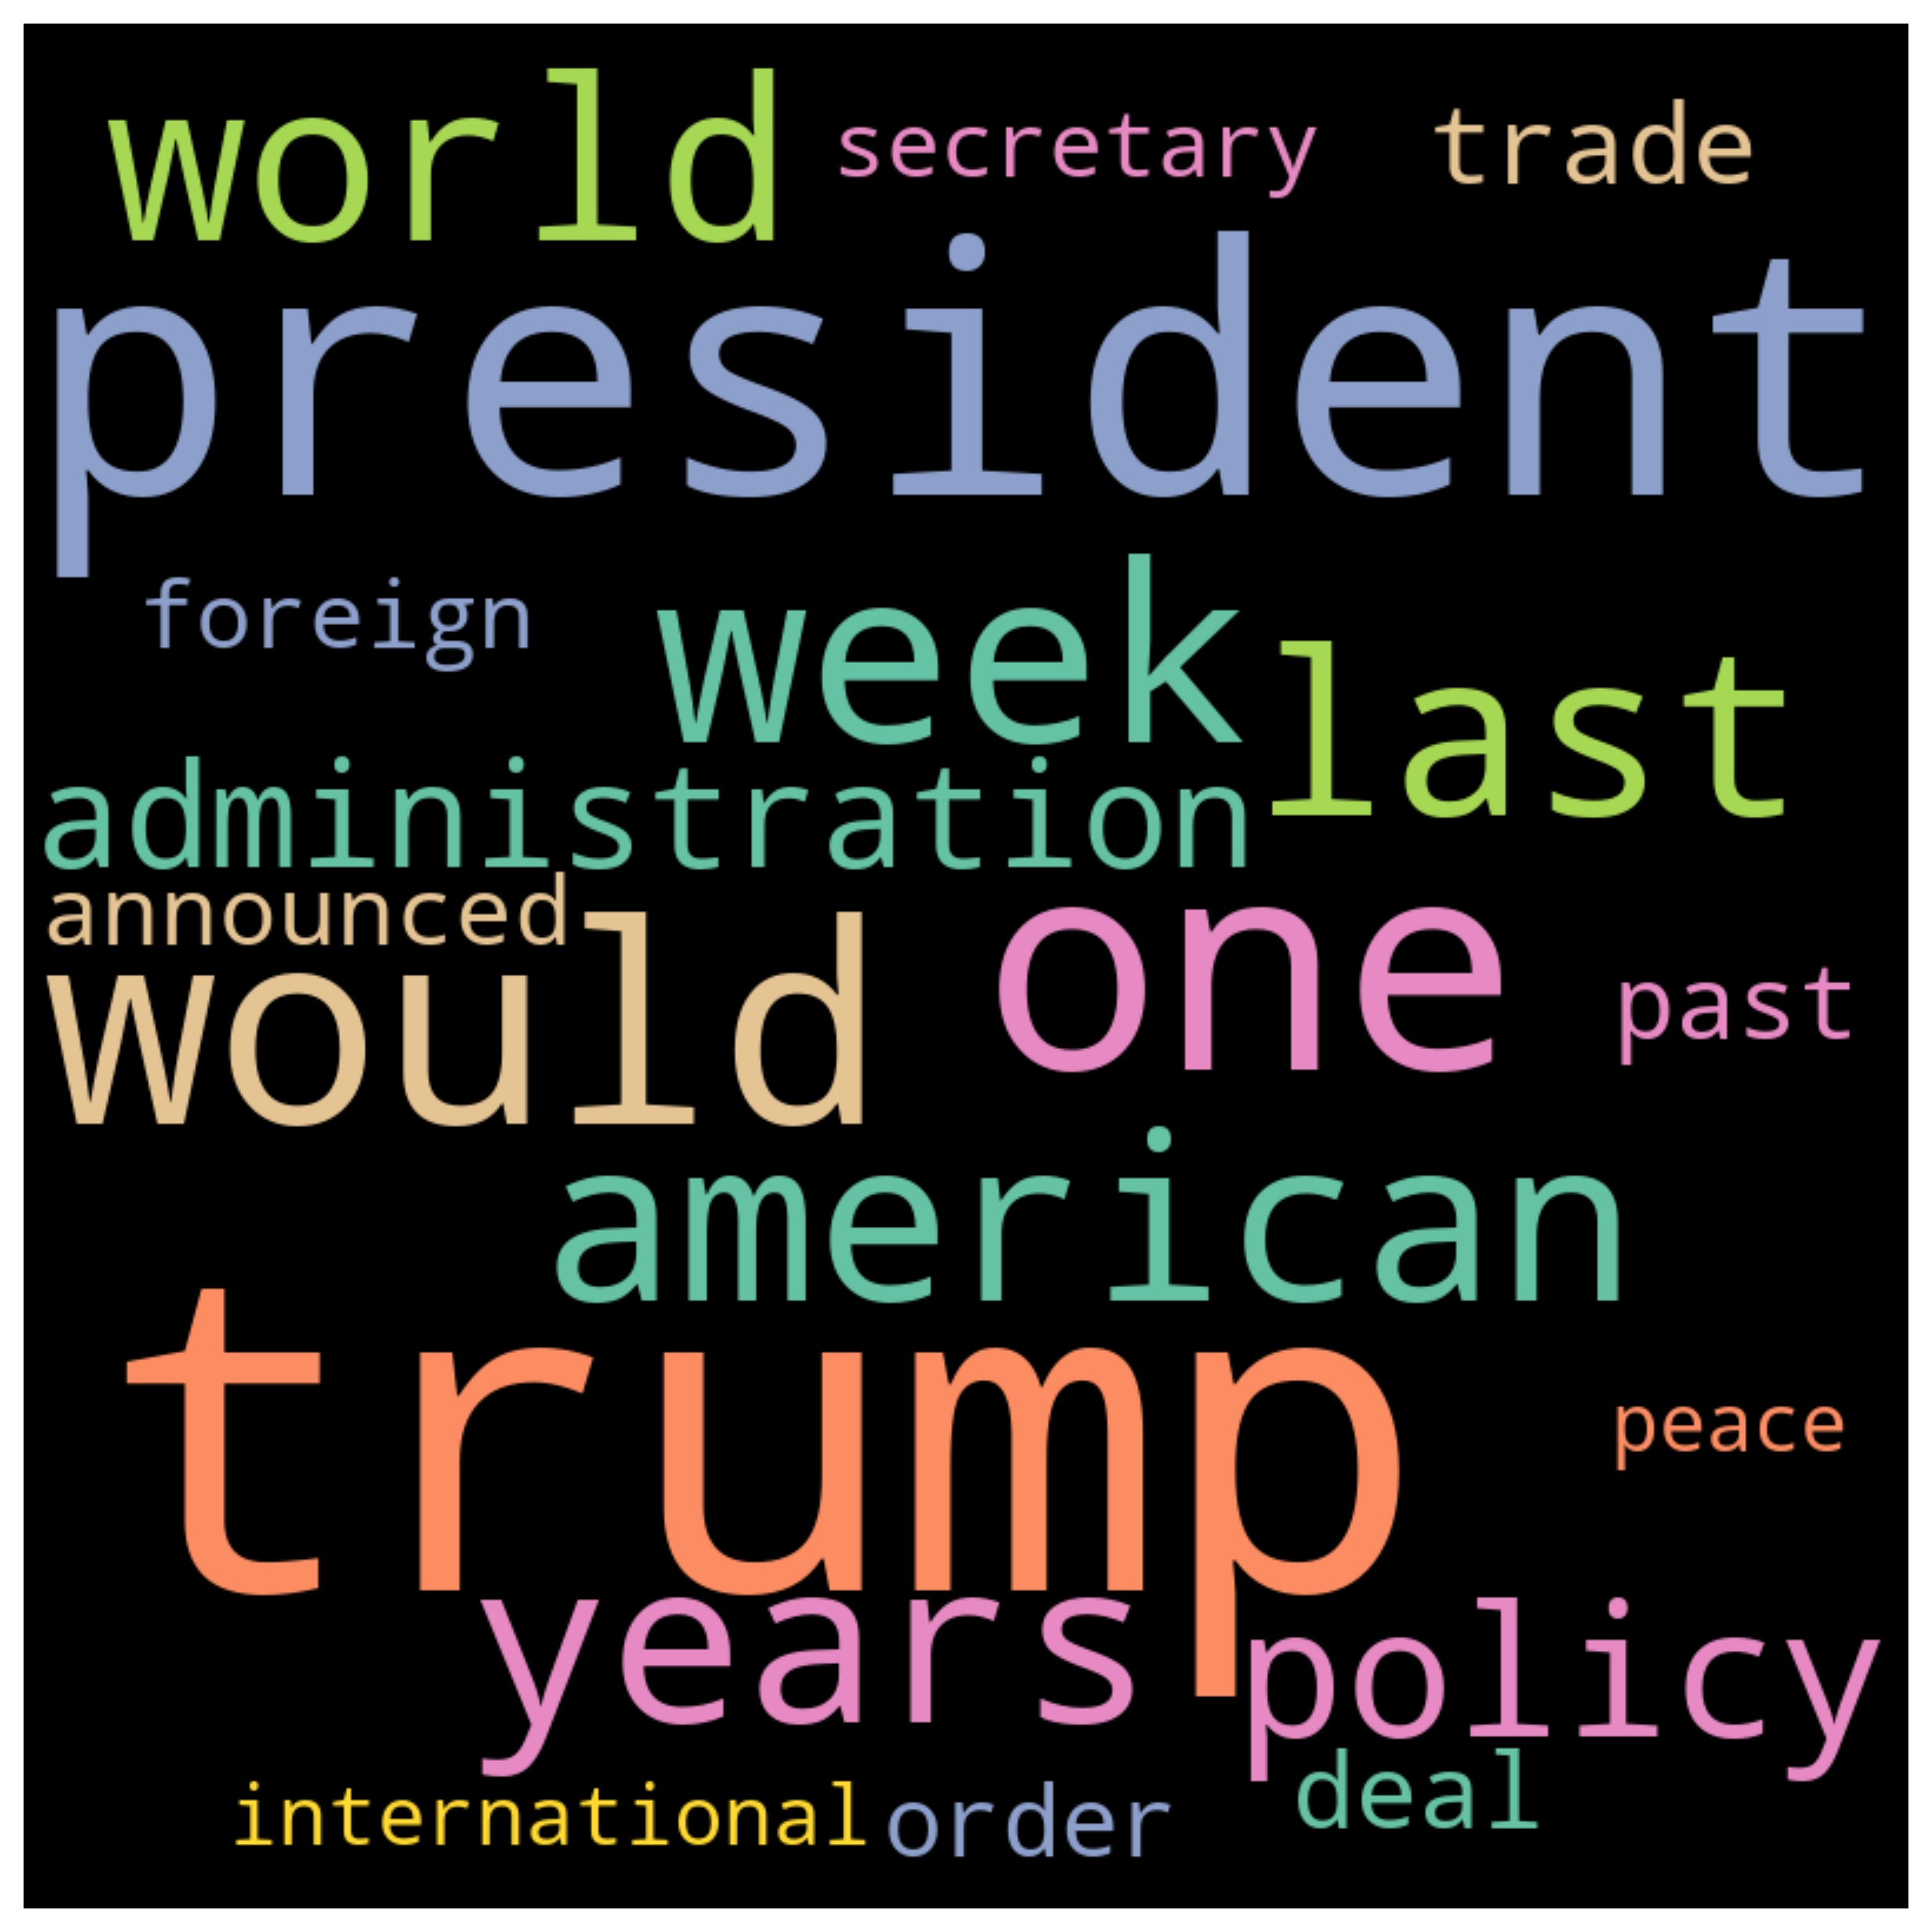 world secretary trade
president
foreign week last
administration
announced
would one past
american
trump peace
years policy
international order deal